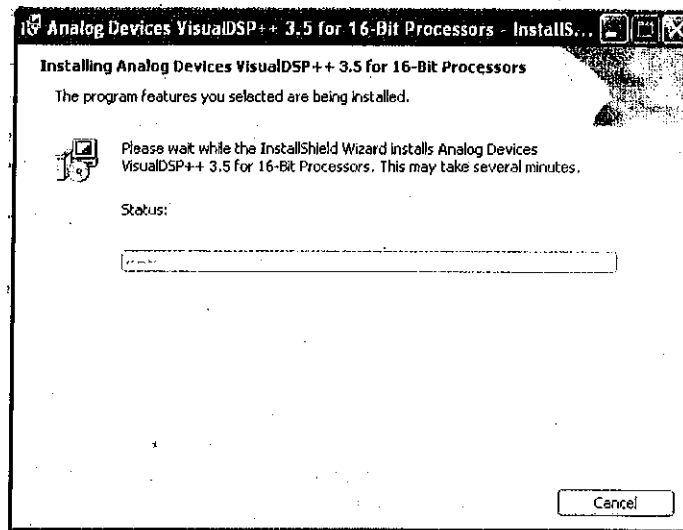 Analog Devices VisualDSP++ 3.5 for 16-Bit Processors - InstallS...
Installing Analog Devices VisualDSP++ 3.5 for 16-Bit Processors
The program features you selected are being installed.
Please wait while the InstallShield Wizard installs Analog Devices
VisualDSP++ 3.5 for 16-Bit Processors. This may take several minutes.
Status:
Cancel